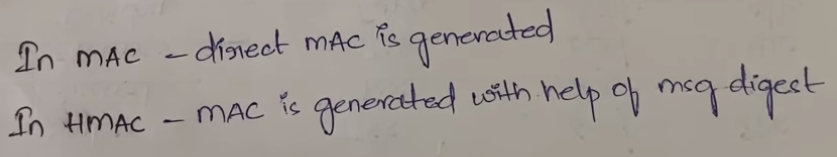 In MAC - direct MAC is generated
In HMAC - MAC is generated with help of msg digest